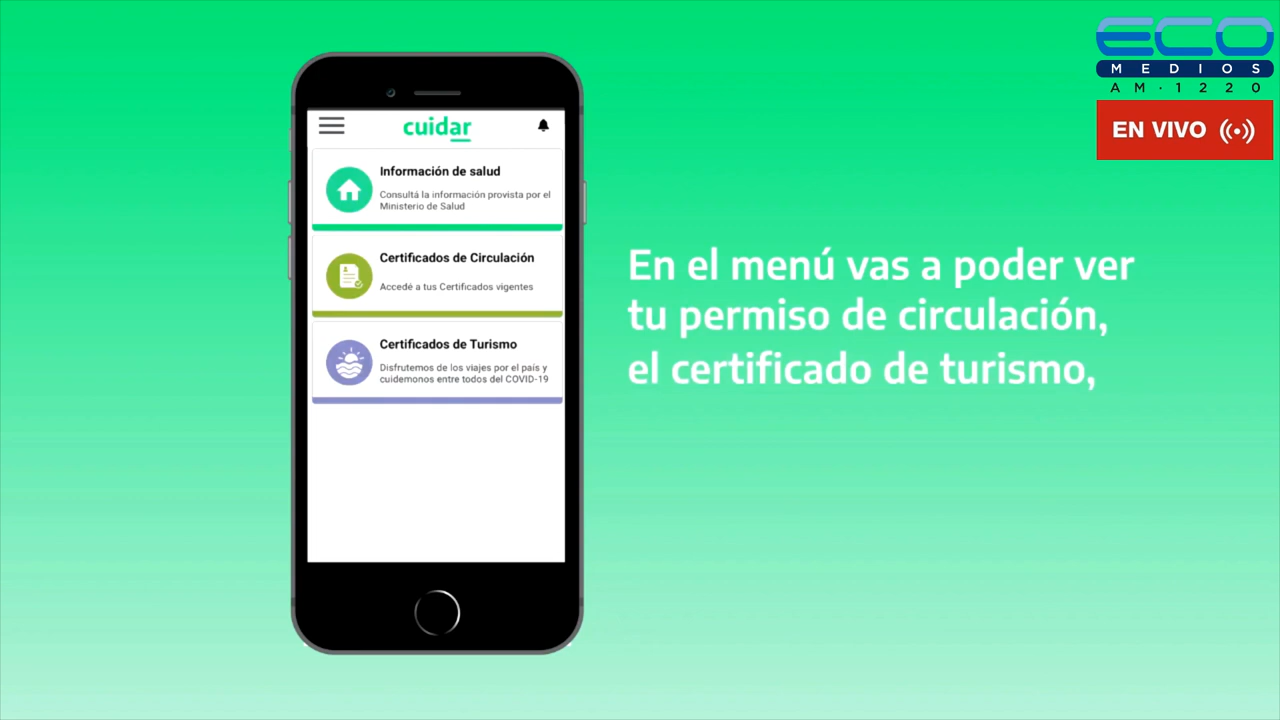 ECO
MEDIOS
AM·1220
EN VIVO
cuidar
Información de salud
Consultá la información provista por el
Ministerio de Salud
Certificados de Circulación
Accedé a tus Certificados vigentes
Certificados de Turismo
Disfrutemos de los viajes por el país y
cuidemonos entre todos del COVID-19
En el menú vas a poder ver
tu permiso de circulación,
el certificado de turismo,